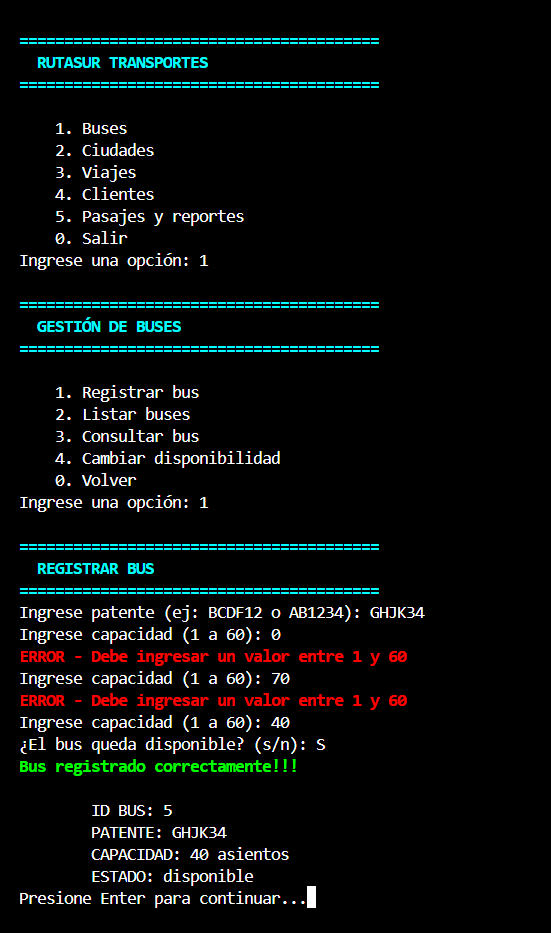 ========================================
RUTASUR TRANSPORTES
========================================
1. Buses
2. Ciudades
3. Viajes
4. Clientes
5. Pasajes y reportes
0. Salir
Ingrese una opción: 1
========================================
GESTIÓN DE BUSES
========================================
1. Registrar bus
2. Listar buses
3. Consultar bus
4. Cambiar disponibilidad
0. Volver
Ingrese una opción: 1
========================================
REGISTRAR BUS
========================================
Ingrese patente (ej: BCDF12 o AB1234): GHJK34
Ingrese capacidad (1 a 60): 0
ERROR - Debe ingresar un valor entre 1 y 60
Ingrese capacidad (1 a 60): 70
ERROR - Debe ingresar un valor entre 1 y 60
Ingrese capacidad (1 a 60): 40
¿El bus queda disponible? (s/n): S
Bus registrado correctamente!!!
ID BUS: 5
PATENTE: GHJK34
CAPACIDAD: 40 asientos
ESTADO: disponible
Presione Enter para continuar...